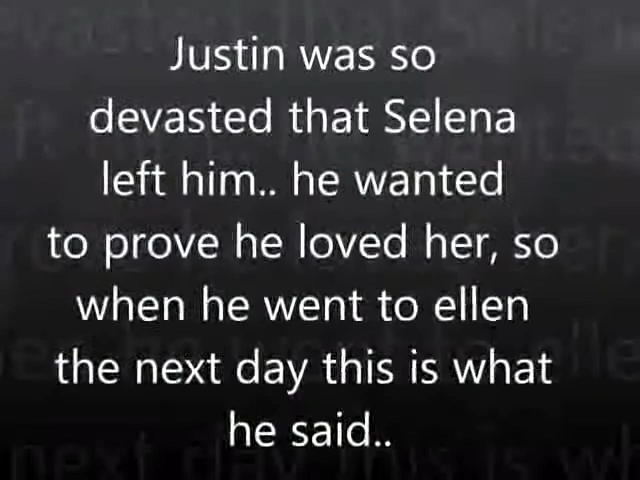 Justin was so
devasted that Selena
left him.. he wanted
to prove he loved her, so
when he went to ellen
the next day this is what
he said..